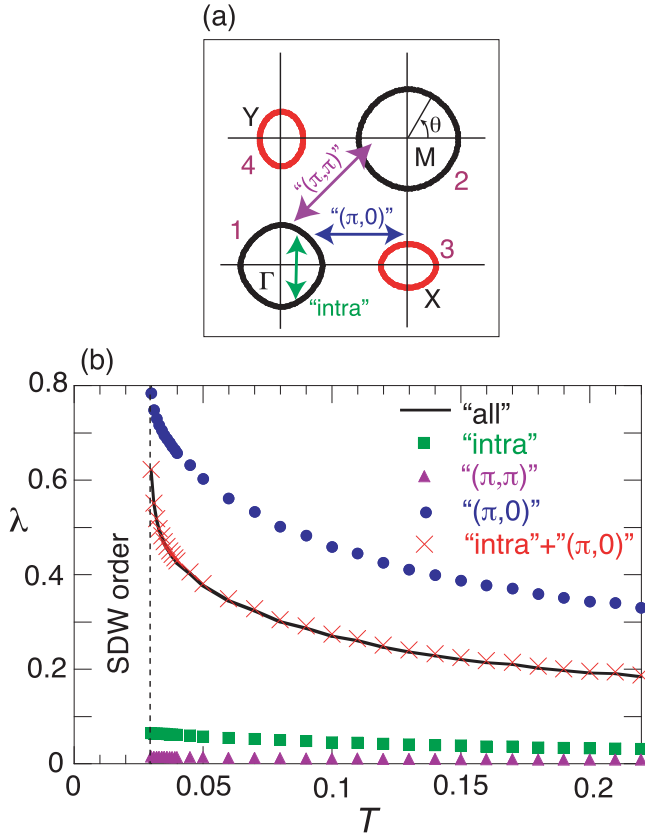 (a)
Y
θ
M
4
“(π,π)”
2
“(π,0)”
1
3
Γ
“intra”
X
(b)
0.8
“all”
“intra”
0.6
“(π,π)”
“(π,0)”
λ
“intra”+”(π,0)”
0.4
SDW order
0.2
0
0 0.05 0.1 0.15 0.2
T